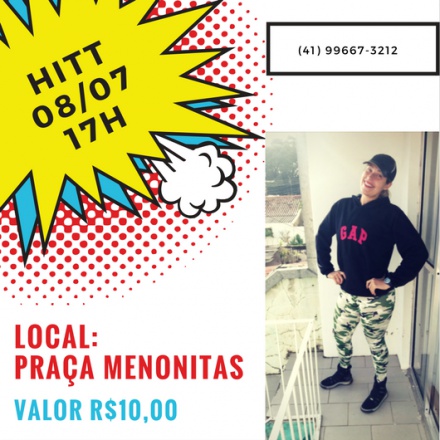 HITT
08/07
17H
(41) 99667-3212
GAP
LOCAL:
PRAÇA MENONITAS
VALOR R$10,00